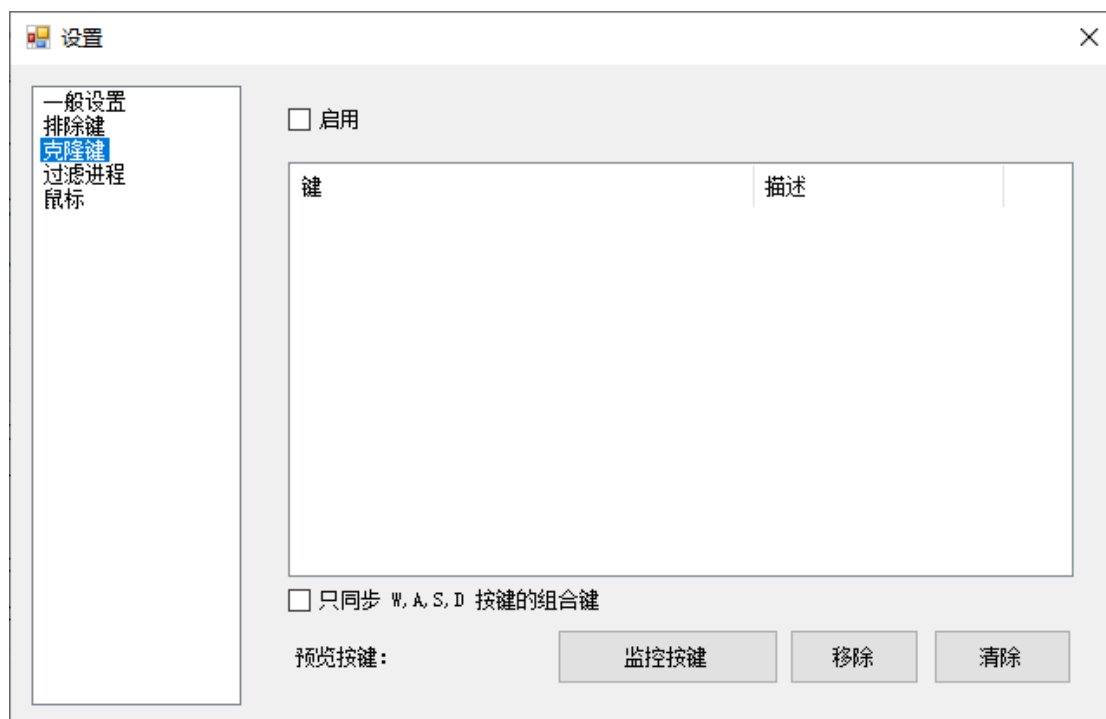 设置
一般设置
排除键
克隆键
过滤进程
鼠标
启用
键 描述
只同步 W,A,S,D 按键的组合键
预览按键: 监控按键 移除 清除